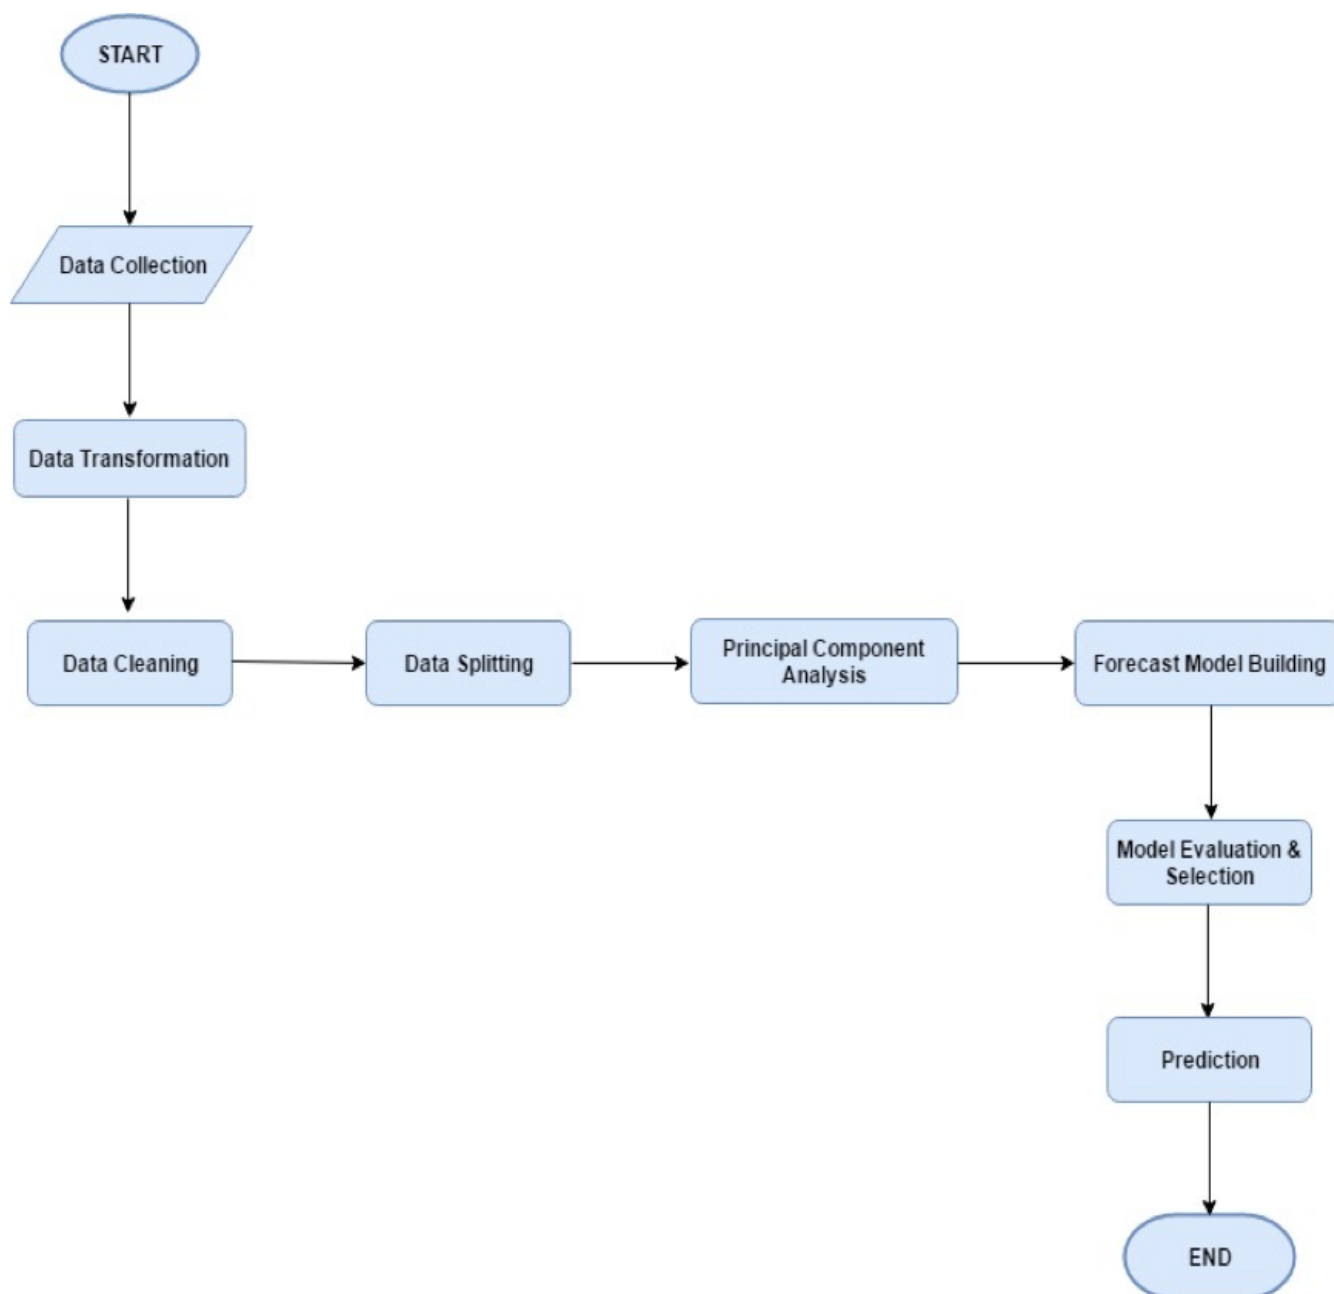 START
Data Collection
Data Transformation
Data Cleaning
Data Splitting
Principal Component
Analysis
Forecast Model Building
Model Evaluation &
Selection
Prediction
END